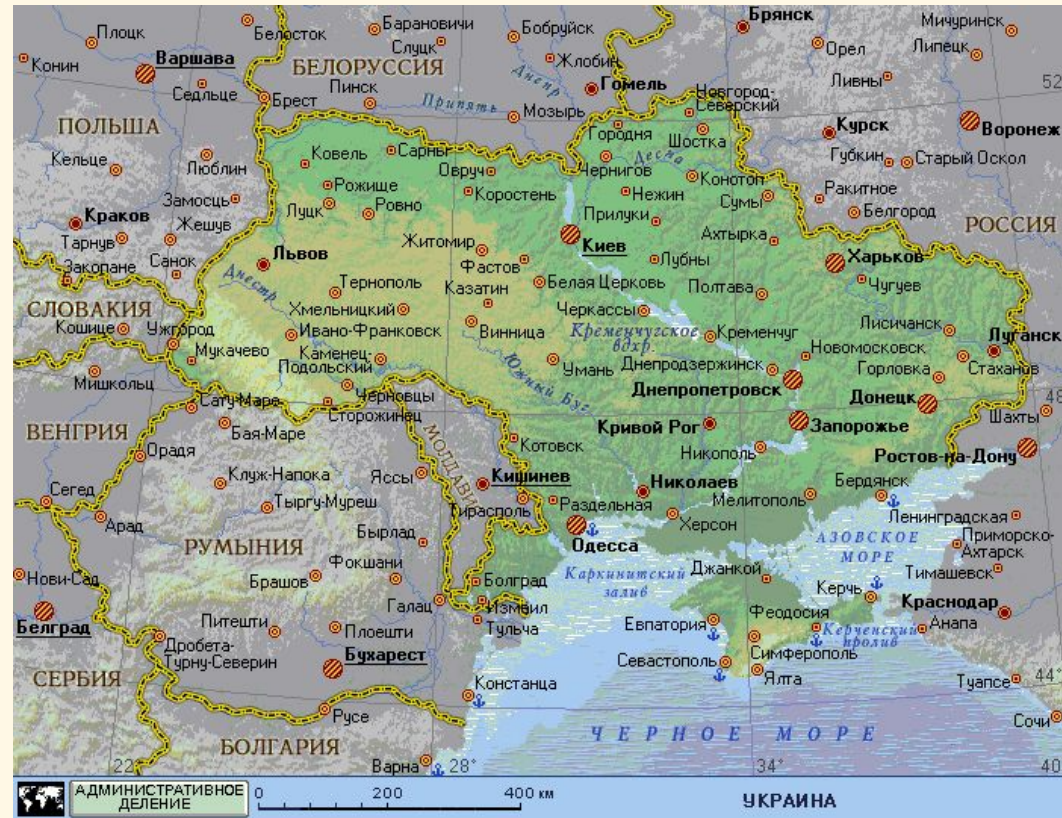 Плоцк
Белосток
Барановичи
Слуцк
Бобруйск
Брянск
Мичуринск
Орел
Липецк
Конин
Варшава
БЕЛОРУССИЯ
Жлобин
Днепр
Гомель
Ливны
52
Седльце
Брест
Пинск
Припять
Мозырь
Новгород-
Северский
ПОЛЬША
Городня
Шостка
Курск
Воронеж
Кельце
Люблин
Ковель
Сарны
Овруч
Чернигов
Десна
Губкин
Старый Оскол
Рожище
Коростень
Нежин
Конотоп
Замосць
Луцк
Ровно
Прилуки
Сумы
Ракитное
Белгород
Краков
Жешув
РОССИЯ
Тарнув
Житомир
Киев
Ахтырка
Закопане
Санок
Львов
Фастов
Лубны
Харьков
Днестр
Тернополь
Казатин
Белая Церковь
Полтава
Чугуев
СЛОВАКИЯ
Хмельницкий
Черкассы
Кошице
Ужгород
Ивано-Франковск
Винница
Кременчугское
вдхр.
Кременчуг
Лисичанск
Луганск
Мукачево
Каменец-
Подольский
Южный Буг
Умань
Новомосковск
Днепродзержинск
Стаханов
Мишкольц
Горловка
Днепропетровск
Черновцы
Сторожинец
Донецк
48
Сату-Маре
Шахты
ВЕНГРИЯ
Бая-Маре
МОЛДАВИЯ
Котовск
Кривой Рог
Запорожье
Орадя
Никополь
Ростов-на-Дону
Клуж-Напока
Яссы
Кишинев
Николаев
Бердянск
Сегед
Тыргу-Муреш
Тирасполь
Раздельная
Мелитополь
Арад
Херсон
Ленинградская
Бырлад
Одесса
АЗОВСКОЕ
МОРЕ
Приморско-
Ахтарск
РУМЫНИЯ
Фокшани
Каркинитский
залив
Джанкой
Тимашевск
Нови-Сад
Брашов
Болград
Керчь
Белград
Галац
Измаил
Евпатория
Феодосия
Краснодар
Питешти
Плоешти
Тульча
Керченский
пролив
Анапа
Дробета-
Турну-Северин
Бухарест
Симферополь
Севастополь
СЕРБИЯ
Ялта
44°
Констанца
Туапсе
Русе
Сочи
БОЛГАРИЯ
ЧЕРНОЕ МОРЕ
22
Варна
28°
34°
40
АДМИНИСТРАТИВНОЕ
ДЕЛЕНИЕ
0 200 400 км
УКРАИНА